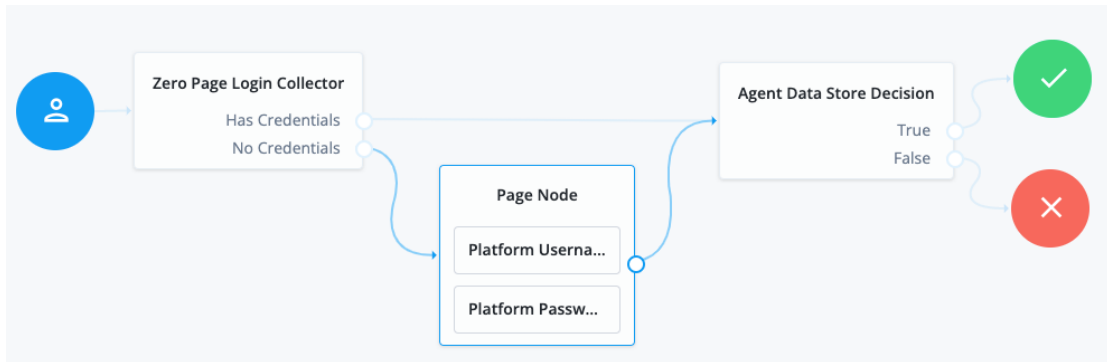 Zero Page Login Collector
Has Credentials
No Credentials
Page Node
Platform Userna...
Platform Passw...
Agent Data Store Decision
True
False